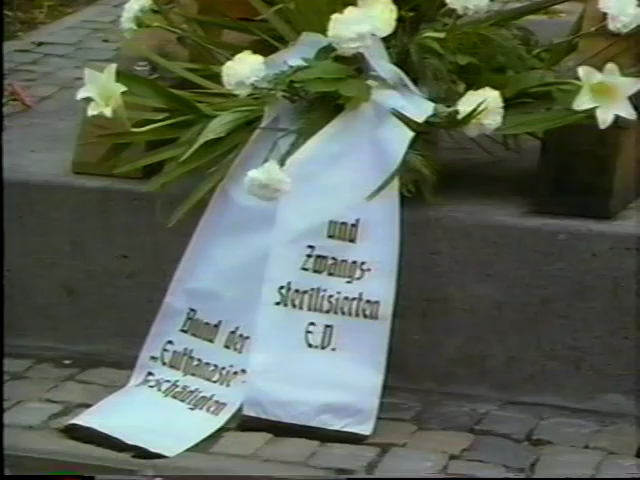 Bund der
„Euthanasie"-
geschädigten
und
Zwangs-
sterilisierten
E.V.